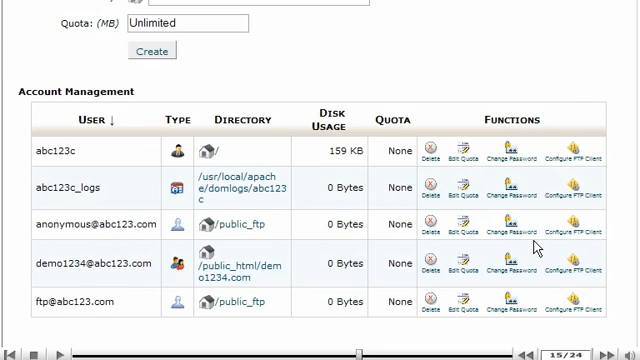 Quota: (MB) Unlimited
Create
Account Management
USER ↓ TYPE DIRECTORY DISK USAGE QUOTA FUNCTIONS
abc123c / 159 KB None Delete Edit Quota Change Password Configure FTP Client
abc123c_logs /usr/local/apach
e/domlogs/abc123
c 0 Bytes None Delete Edit Quota Change Password Configure FTP Client
anonymous@abc123.com /public_ftp 0 Bytes None Delete Edit Quota Change Password Configure FTP Client
demo1234@abc123.com /public_html/dem
o1234.com 0 Bytes None Delete Edit Quota Change Password Configure FTP Client
ftp@abc123.com /public_ftp 0 Bytes None Delete Edit Quota Change Password Configure FTP Client
15/24